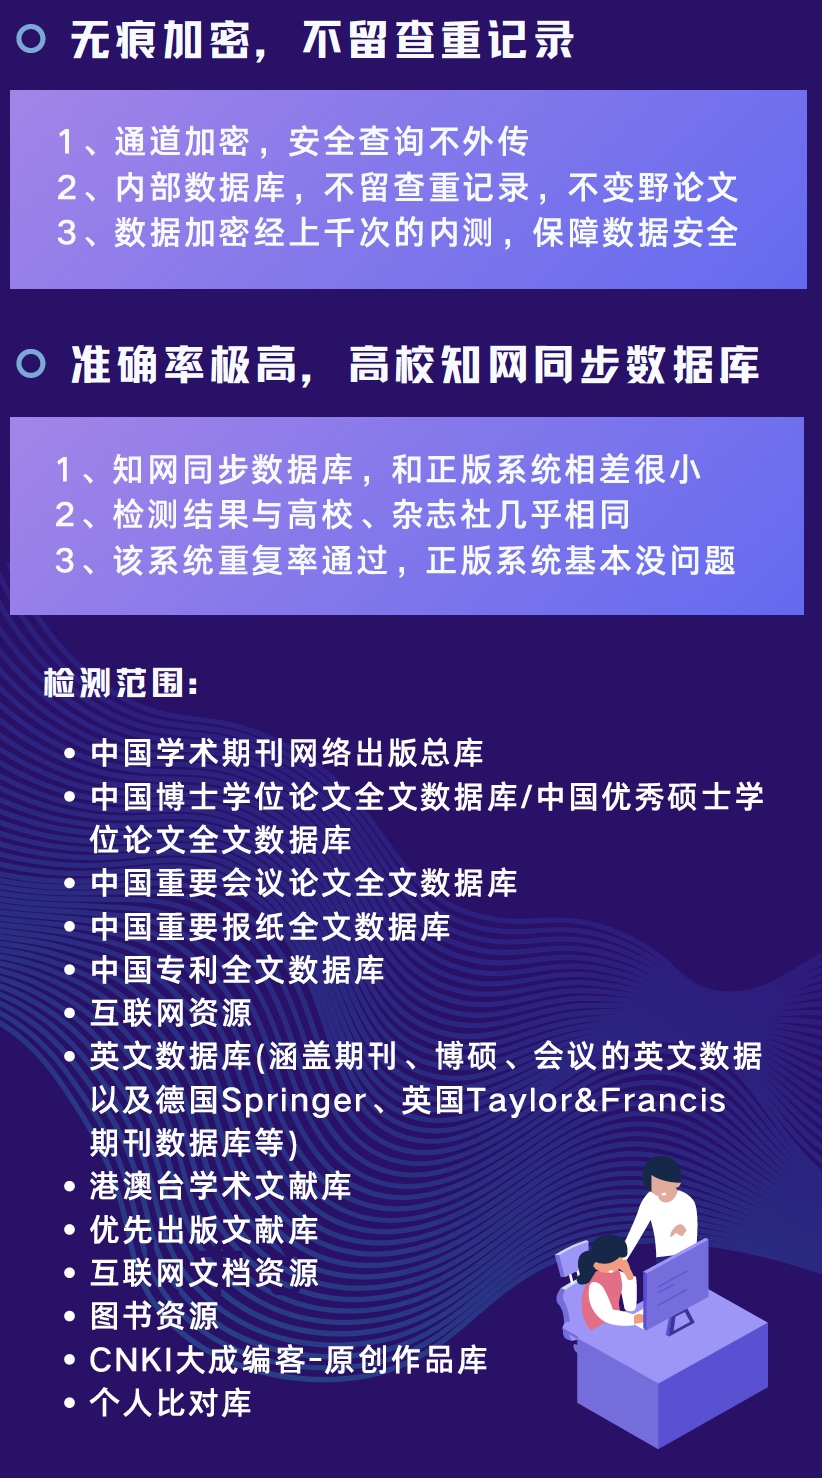 无痕加密，不留查重记录
1、通道加密，安全查询不外传
2、内部数据库，不留查重记录，不变野论文
3、数据加密经上千次的内测，保障数据安全
准确率极高，高校知网同步数据库
1、知网同步数据库，和正版系统相差很小
2、检测结果与高校、杂志社几乎相同
3、该系统重复率通过，正版系统基本没问题
检测范围:
• 中国学术期刊网络出版总库
• 中国博士学位论文全文数据库/中国优秀硕士学
位论文全文数据库
• 中国重要会议论文全文数据库
• 中国重要报纸全文数据库
• 中国专利全文数据库
• 互联网资源
• 英文数据库(涵盖期刊、博硕、会议的英文数据
以及德国Springer、英国Taylor&Francis
期刊数据库等)
• 港澳台学术文献库
• 优先出版文献库
• 互联网文档资源
• 图书资源
• CNKI大成编客-原创作品库
• 个人比对库